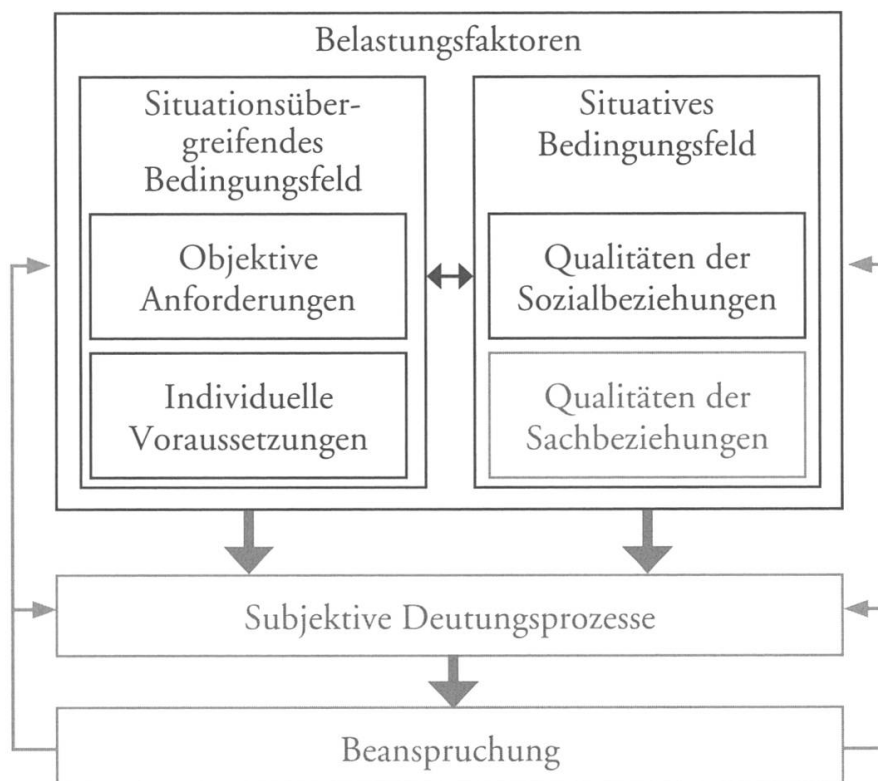 Belastungsfaktoren
Situationsüber-
greifendes
Bedingungsfeld
Objektive
Anforderungen
Individuelle
Voraussetzungen
Situatives
Bedingungsfeld
Qualitäten der
Sozialbeziehungen
Qualitäten der
Sachbeziehungen
Subjektive Deutungsprozesse
Beanspruchung